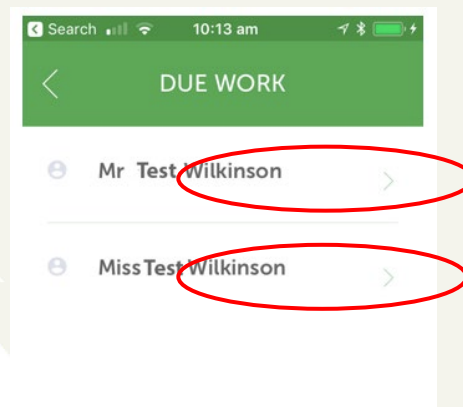 Search 10:13 am
DUE WORK
Mr Test Wilkinson
Miss Test Wilkinson